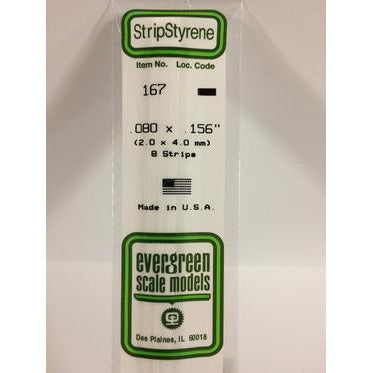 StripStyrene
Item No. Loc. Code
167
.080 x .156"
(2.0 x 4.0 mm)
8 Strips
Made in U.S.A.
evergreen
scale models
Des Plaines, IL 60018